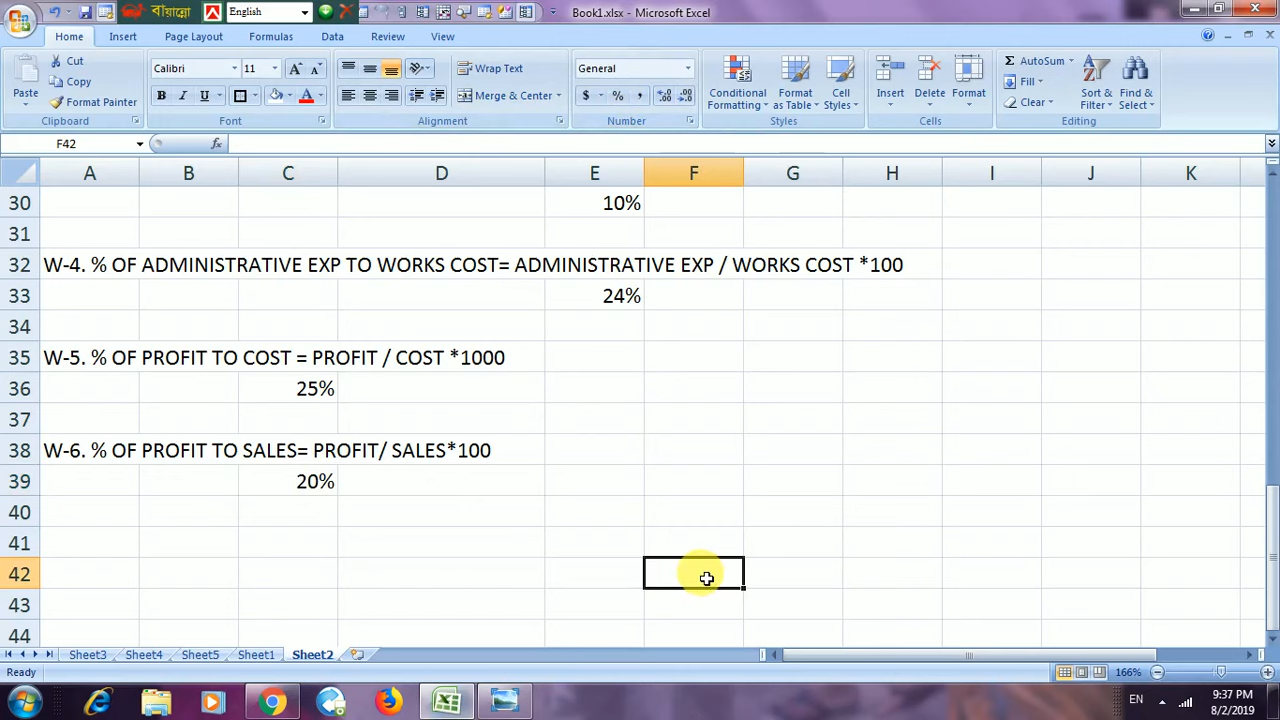 বায়ান্নো English Book1.xlsx - Microsoft Excel
Home Insert Page Layout Formulas Data Review View
Paste Cut Copy Format Painter Clipboard
Calibri 11 B I U A Font
Wrap Text Merge & Center Alignment
General $ % , Number
Conditional Formatting Format as Table Cell Styles Styles
Insert Delete Format Cells
Σ AutoSum Fill Clear Sort & Filter Find & Select Editing
F42 fx
A B C D E F G H I J K
30 10%
31
32 W-4. % OF ADMINISTRATIVE EXP TO WORKS COST= ADMINISTRATIVE EXP / WORKS COST *100
33 24%
34
35 W-5. % OF PROFIT TO COST = PROFIT / COST *1000
36 25%
37
38 W-6. % OF PROFIT TO SALES= PROFIT/ SALES*100
39 20%
40
41
42
43
44
Sheet3 Sheet4 Sheet5 Sheet1 Sheet2
Ready 166%
EN 9:37 PM
8/2/2019